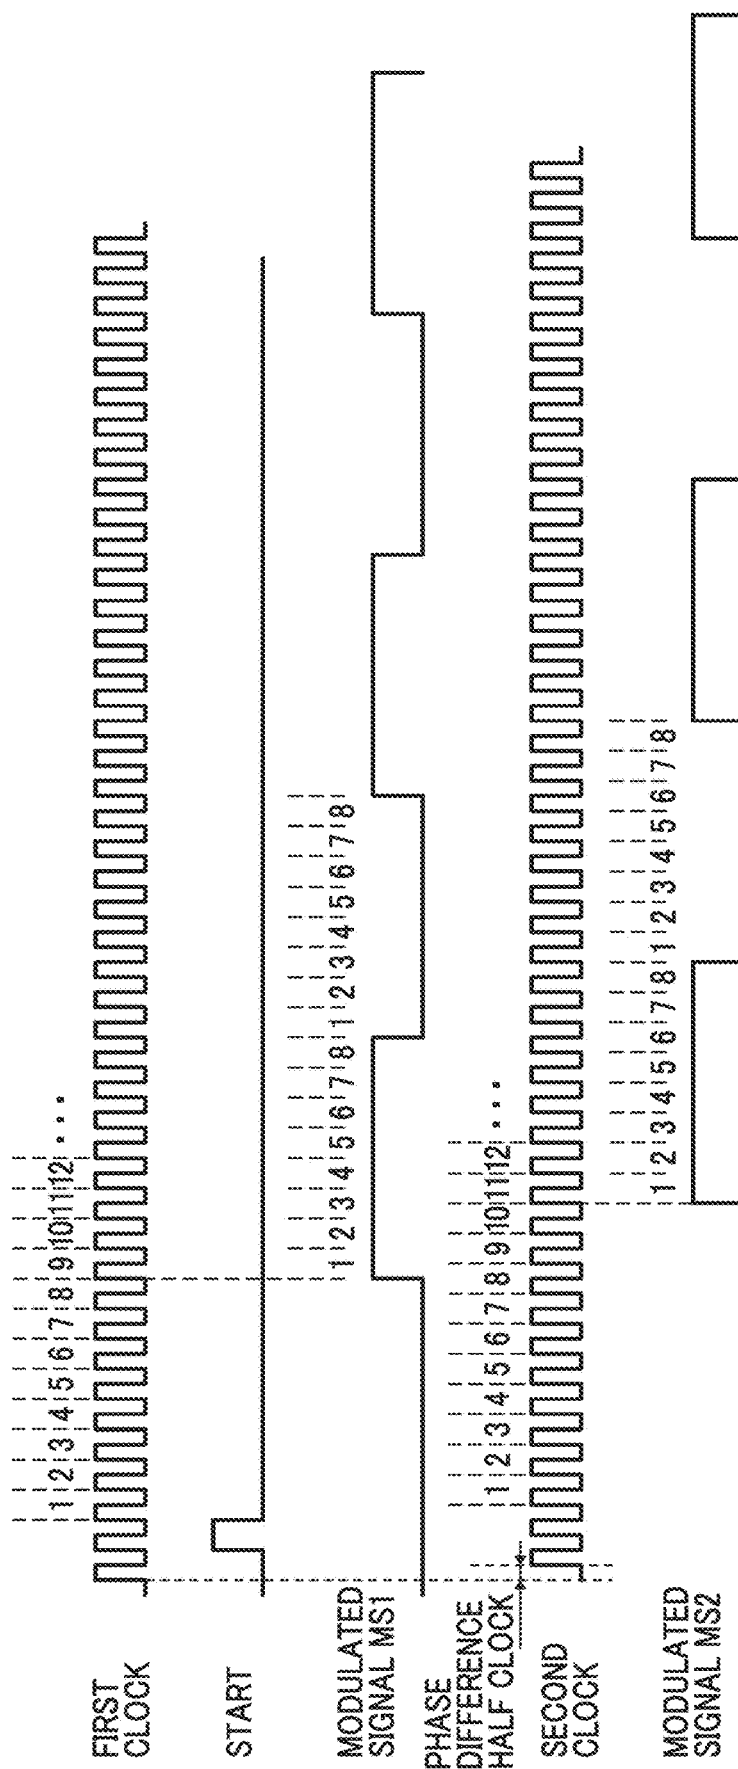 FIRST
CLOCK
1 2 3 4 5 6 7 8 9 10 11 12 ...
START
MODULATED
SIGNAL MS1
1 2 3 4 5 6 7 8 1 2 3 4 5 6 7 8
PHASE
DIFFERENCE
HALF CLOCK
SECOND
CLOCK
1 2 3 4 5 6 7 8 9 10 11 12 ...
MODULATED
SIGNAL MS2
1 2 3 4 5 6 7 8 1 2 3 4 5 6 7 8